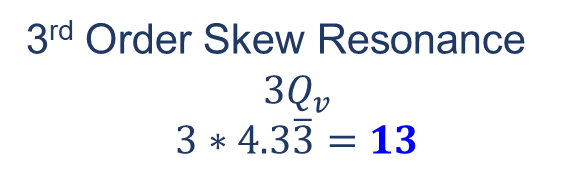 3rd Order Skew Resonance
3Qᵥ
3 * 4.33̅ = 13